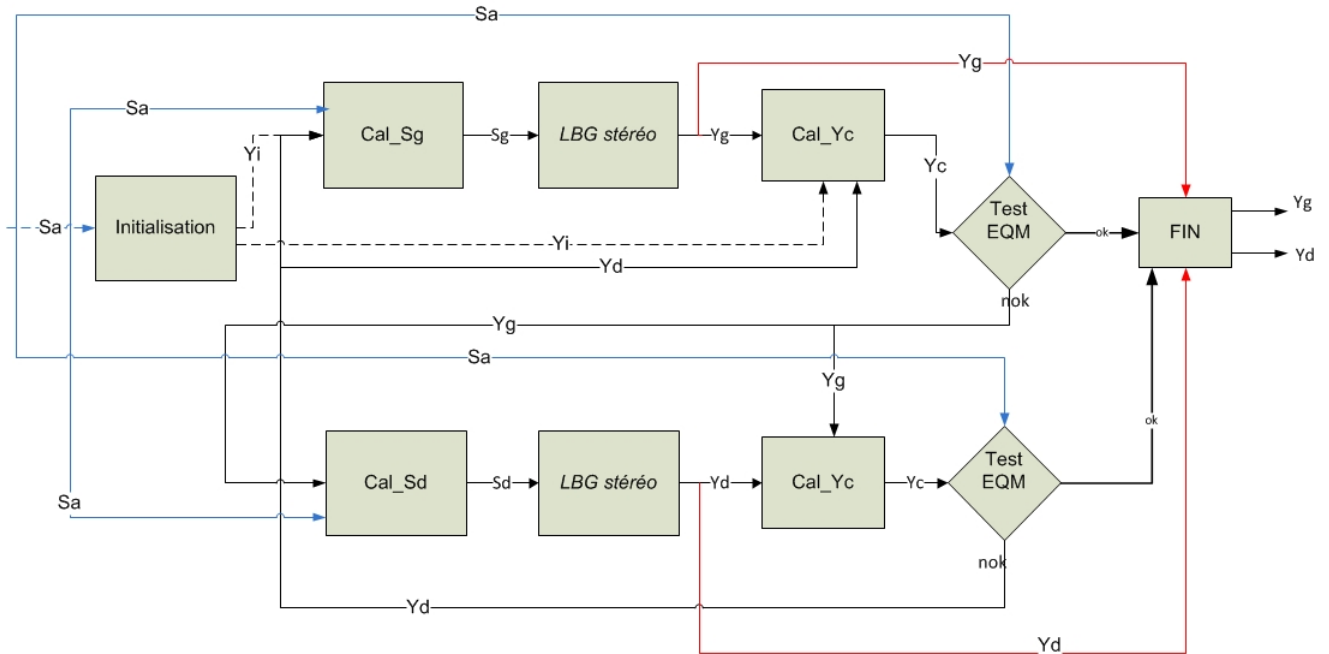 Sa
Yg
Sa
Cal_Sg
Sg
LBG stéréo
Yg
Cal_Yc
Yi
Yc
Sa
Initialisation
Test
EQM
ok
FIN
Yg
Yd
Yi
Yd
nok
Yg
Sa
Yg
ok
Sa
Cal_Sd
Sd
LBG stéréo
Yd
Cal_Yc
Yc
Test
EQM
nok
Yd
Yd